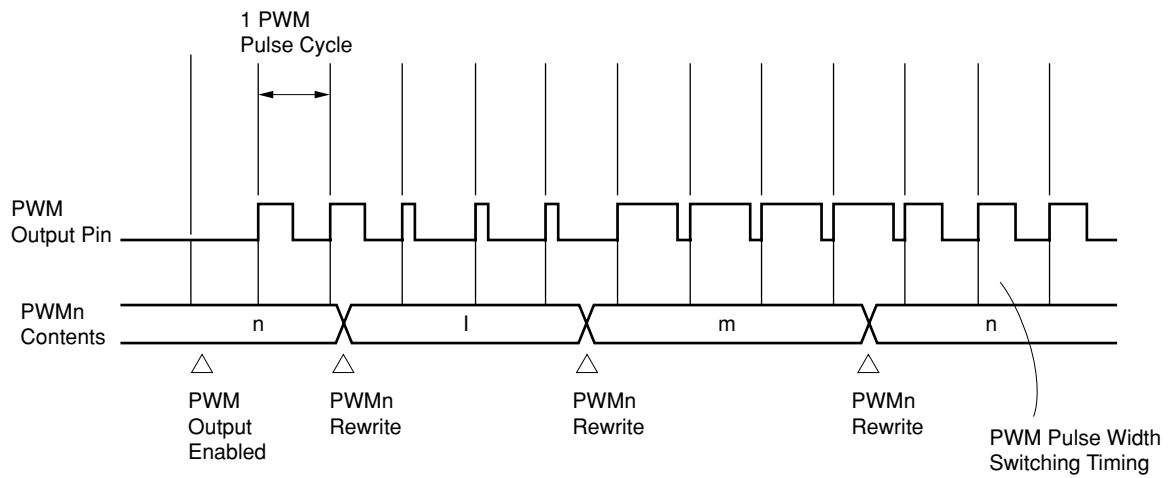 1 PWM
Pulse Cycle
PWM
Output Pin
PWMn
Contents
n
l
m
n
PWM
Output
Enabled
PWMn
Rewrite
PWMn
Rewrite
PWMn
Rewrite
PWM Pulse Width
Switching Timing